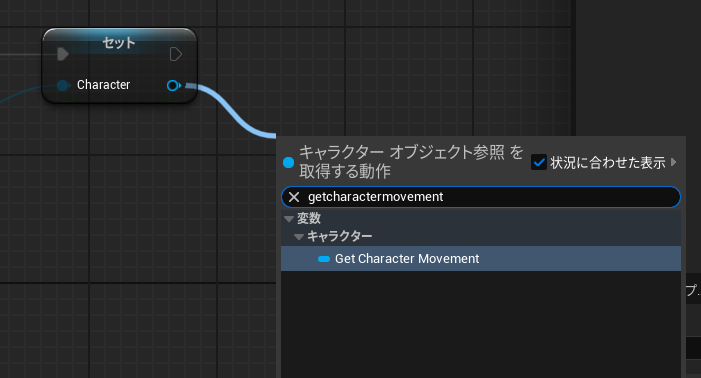 セット
Character
キャラクター オブジェクト参照 を
取得する動作
状況に合わせた表示
getcharactermovement
変数
キャラクター
Get Character Movement
プ...